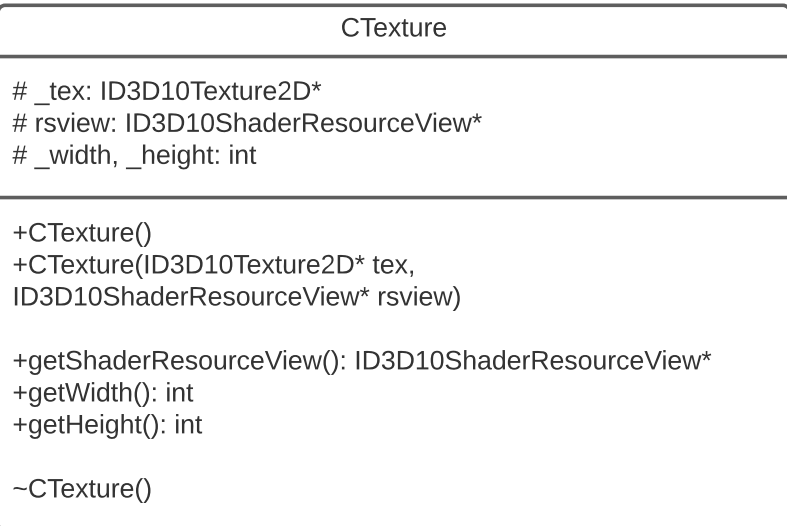 CTexture
# _tex: ID3D10Texture2D*
# rsview: ID3D10ShaderResourceView*
# _width, _height: int
+CTexture()
+CTexture(ID3D10Texture2D* tex,
ID3D10ShaderResourceView* rsview)
+getShaderResourceView(): ID3D10ShaderResourceView*
+getWidth(): int
+getHeight(): int
~CTexture()